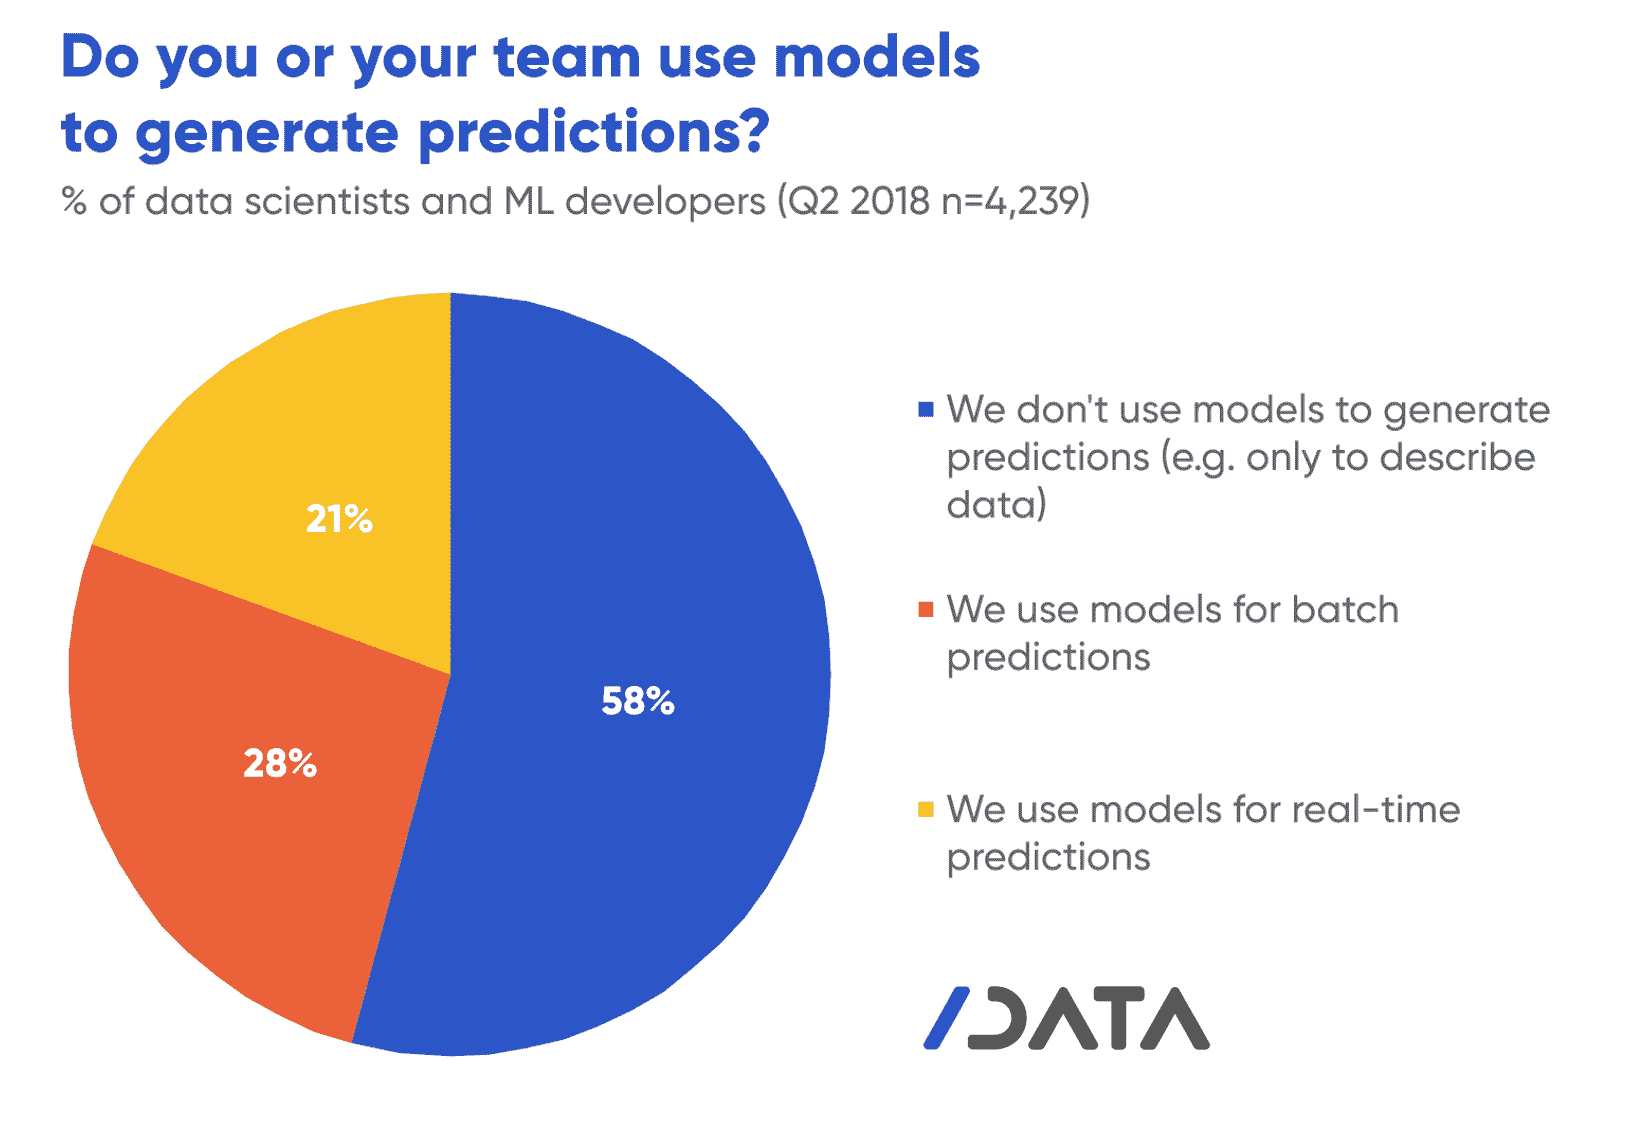 Do you or your team use models
to generate predictions?
% of data scientists and ML developers (Q2 2018 n=4,239)
21%
58%
28%
We don't use models to generate
predictions (e.g. only to describe
data)
We use models for batch
predictions
We use models for real-time
predictions
/DATA